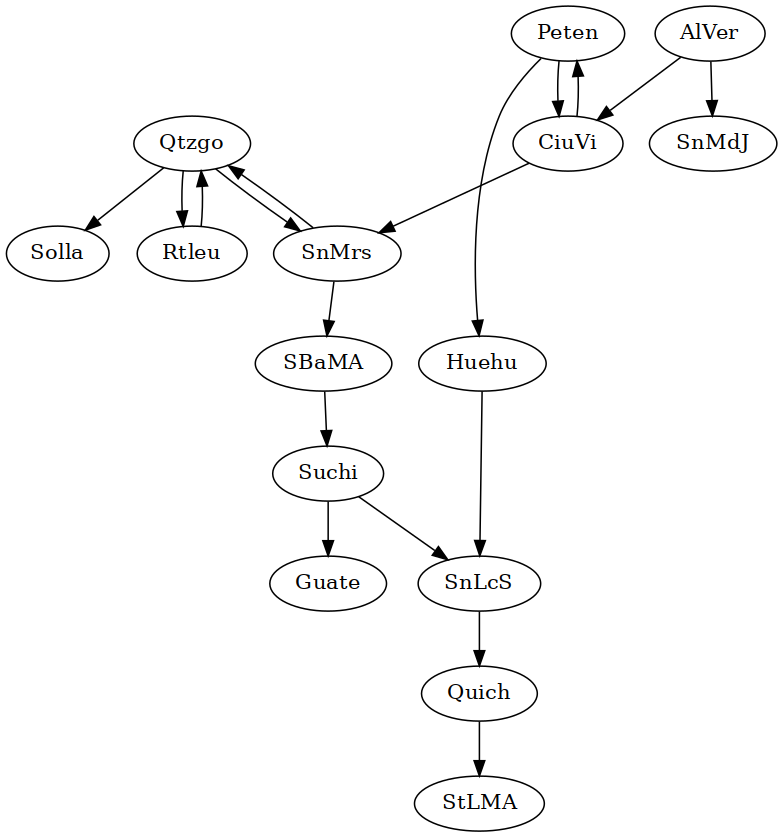 Peten
AlVer
Qtzgo
CiuVi
SnMdJ
Solla
Rtleu
SnMrs
SBaMA
Huehu
Suchi
Guate
SnLcS
Quich
StLMA